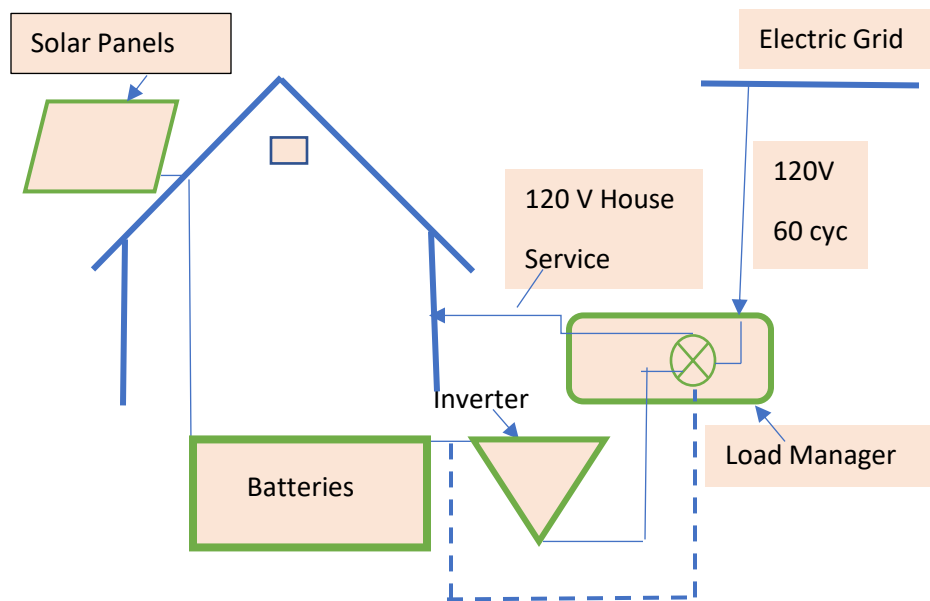 Solar Panels
Electric Grid
120V
60 cyc
120 V House
Service
Inverter
Load Manager
Batteries